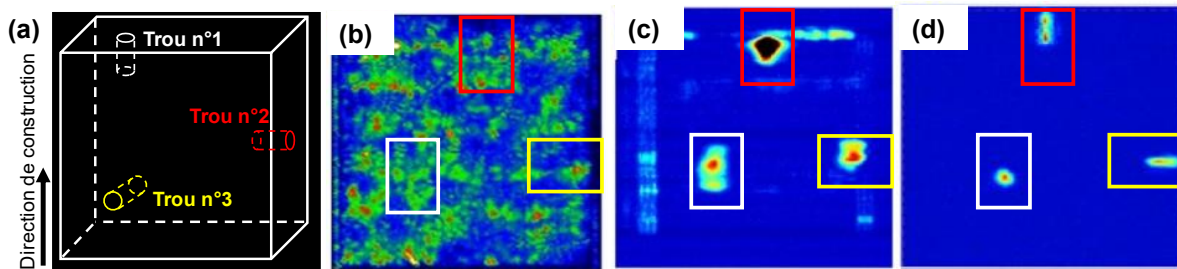 (a)
Trou n°1
Trou n°2
Trou n°3
Direction de construction
(b)
(c)
(d)